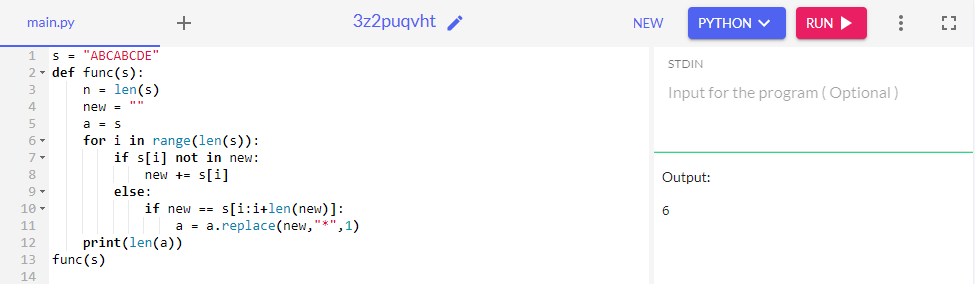 main.py + 3z2puqvht NEW PYTHON RUN
1 s = "ABCABCDE"
2 def func(s):
3     n = len(s)
4     new = ""
5     a = s
6     for i in range(len(s)):
7         if s[i] not in new:
8             new += s[i]
9         else:
10             if new == s[i:i+len(new)]:
11                 a = a.replace(new,"*",1)
12     print(len(a))
13 func(s)
14
STDIN
Input for the program ( Optional )
Output:
6